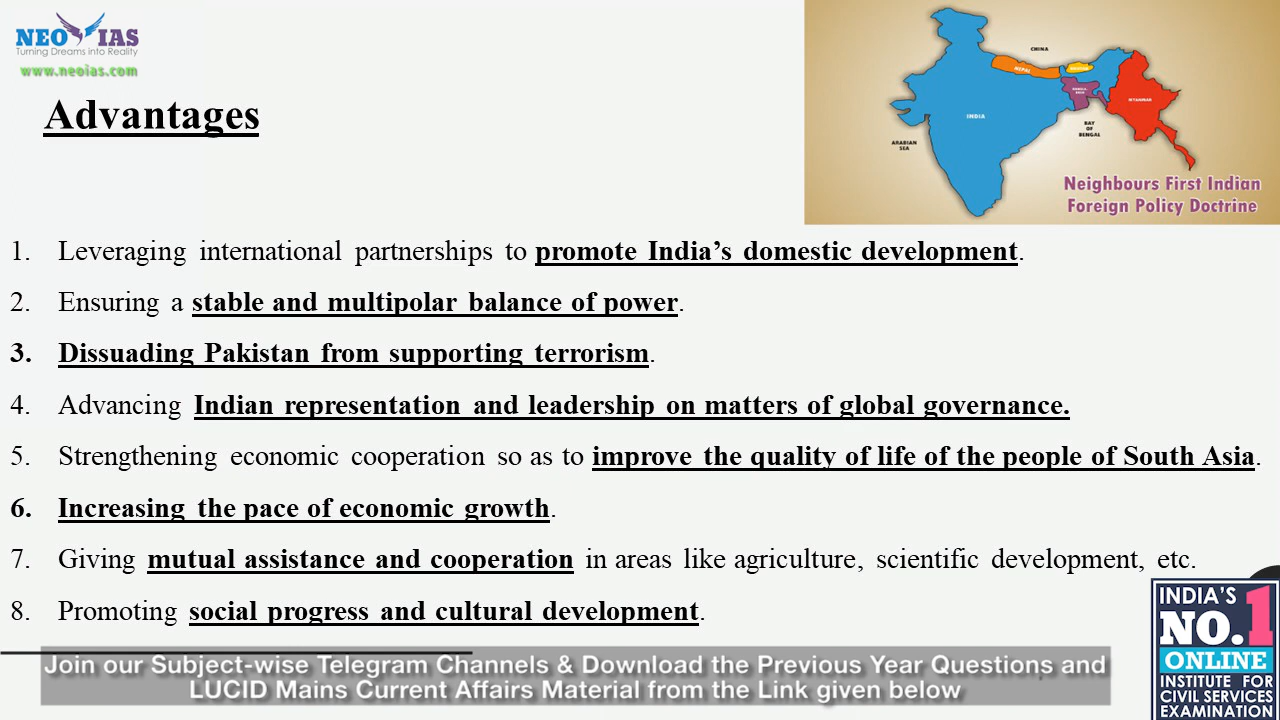 NEO IAS
Turning Dreams into Reality
www.neoias.com
Advantages
CHINA
NEPAL
INDIA
MYANMAR
BAY
OF
BENGAL
ARABIAN
SEA
Neighbours First Indian
Foreign Policy Doctrine
1. Leveraging international partnerships to promote India’s domestic development.
2. Ensuring a stable and multipolar balance of power.
3. Dissuading Pakistan from supporting terrorism.
4. Advancing Indian representation and leadership on matters of global governance.
5. Strengthening economic cooperation so as to improve the quality of life of the people of South Asia.
6. Increasing the pace of economic growth.
7. Giving mutual assistance and cooperation in areas like agriculture, scientific development, etc.
8. Promoting social progress and cultural development.
Join our Subject-wise Telegram Channels & Download the Previous Year Questions and
LUCID Mains Current Affairs Material from the Link given below
INDIA'S
NO.1
ONLINE
INSTITUTE FOR
CIVIL SERVICES
EXAMINATION